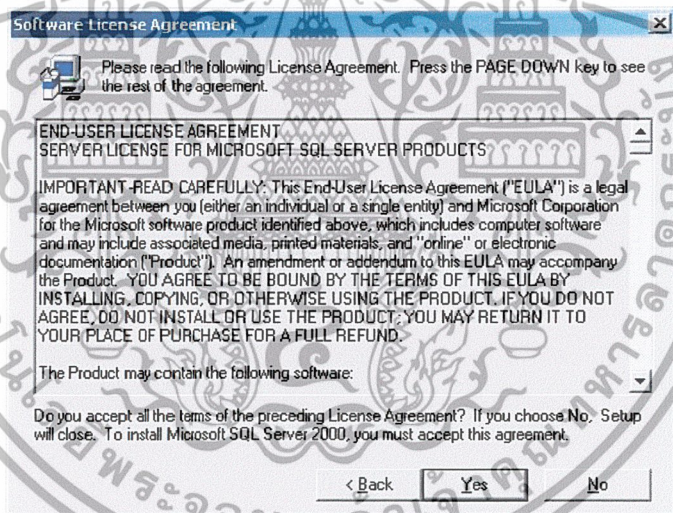 Software License Agreement
Please read the following License Agreement. Press the PAGE DOWN key to see
the rest of the agreement.
END-USER LICENSE AGREEMENT
SERVER LICENSE FOR MICROSOFT SQL SERVER PRODUCTS
IMPORTANT-READ CAREFULLY: This End-User License Agreement ("EULA") is a legal
agreement between you (either an individual or a single entity) and Microsoft Corporation
for the Microsoft software product identified above, which includes computer software
and may include associated media, printed materials, and "online" or electronic
documentation ("Product"). An amendment or addendum to this EULA may accompany
the Product. YOU AGREE TO BE BOUND BY THE TERMS OF THIS EULA BY
INSTALLING, COPYING, OR OTHERWISE USING THE PRODUCT. IF YOU DO NOT
AGREE, DO NOT INSTALL OR USE THE PRODUCT; YOU MAY RETURN IT TO
YOUR PLACE OF PURCHASE FOR A FULL REFUND.
The Product may contain the following software:
Do you accept all the terms of the preceding License Agreement? If you choose No, Setup
will close. To install Microsoft SQL Server 2000, you must accept this agreement.
< Back
Yes
No